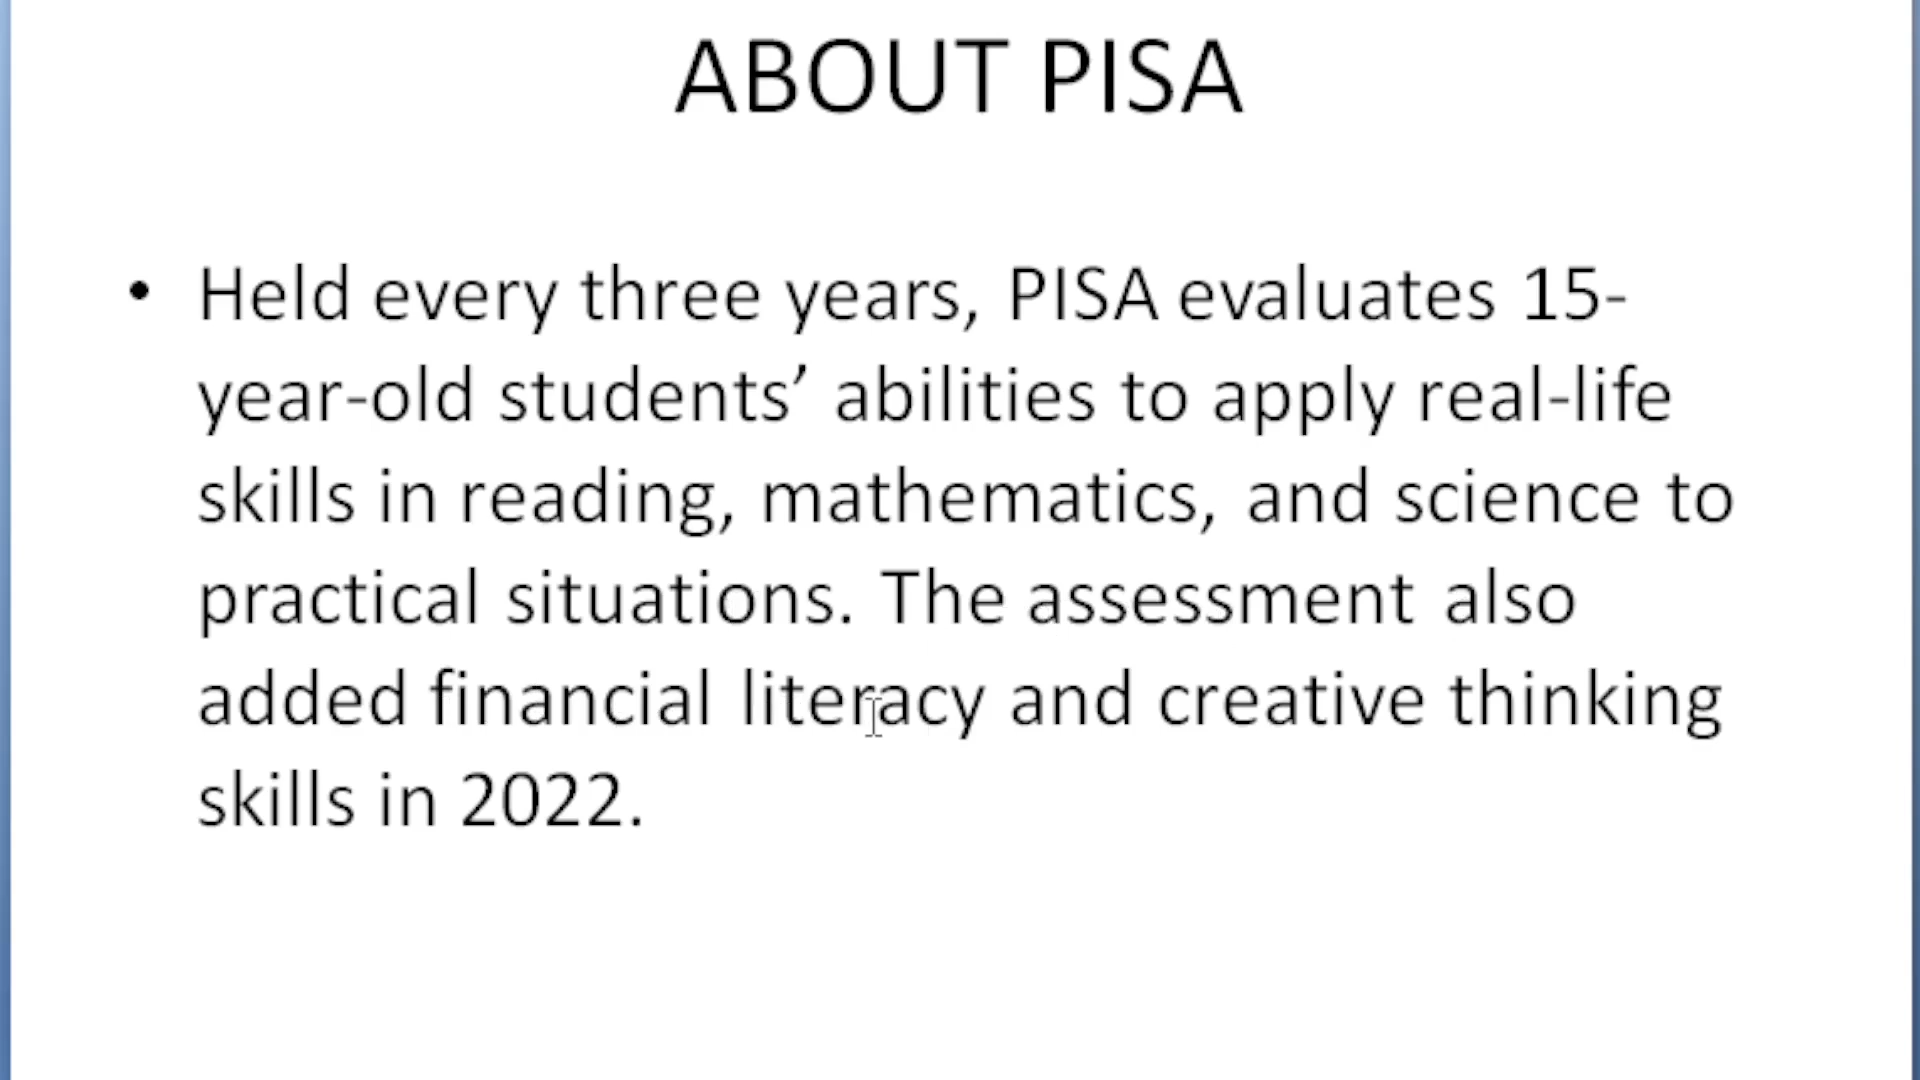 ABOUT PISA
• Held every three years, PISA evaluates 15-
year-old students’ abilities to apply real-life
skills in reading, mathematics, and science to
practical situations. The assessment also
added financial literacy and creative thinking
skills in 2022.